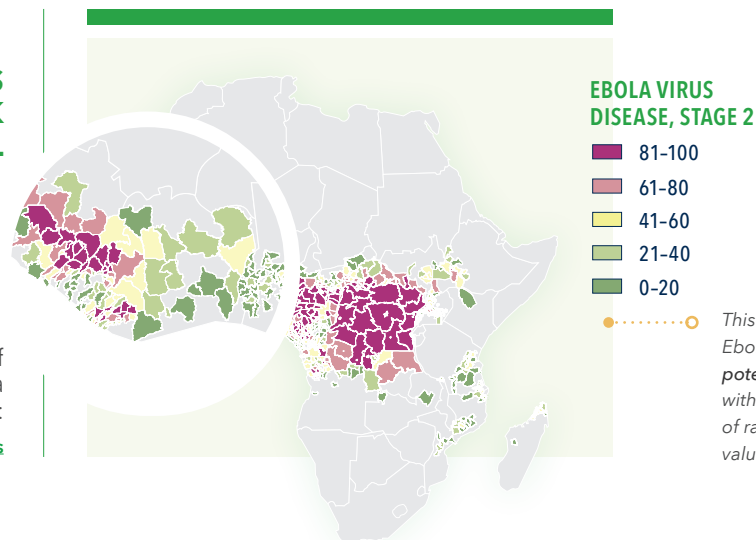 S
K
f
a
:
s
EBOLA VIRUS
DISEASE, STAGE 2
81–100
61–80
41–60
21–40
0–20
This
Ebo
pote
with
of ra
valu